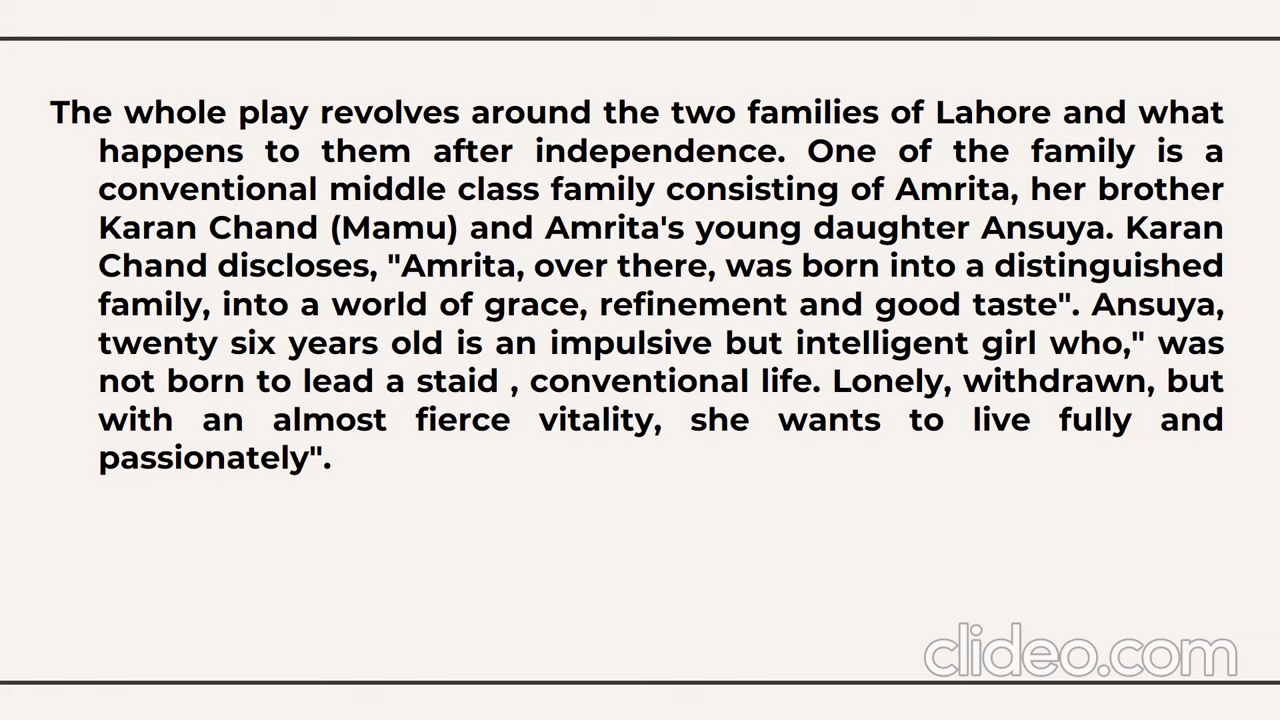 The whole play revolves around the two families of Lahore and what
happens to them after independence. One of the family is a
conventional middle class family consisting of Amrita, her brother
Karan Chand (Mamu) and Amrita's young daughter Ansuya. Karan
Chand discloses, "Amrita, over there, was born into a distinguished
family, into a world of grace, refinement and good taste". Ansuya,
twenty six years old is an impulsive but intelligent girl who," was
not born to lead a staid , conventional life. Lonely, withdrawn, but
with an almost fierce vitality, she wants to live fully and
passionately".
clideo.com